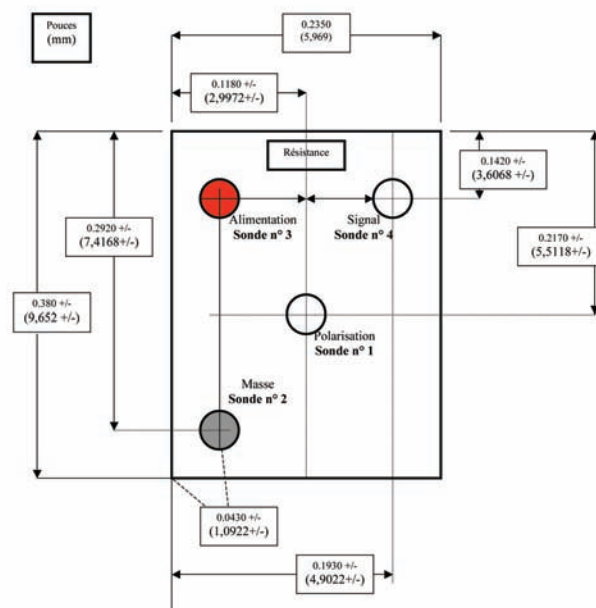 Pouces
(mm)
0.2350
(5,969)
0.1180 +/-
(2,9972+/-)
Résistance
0.1420 +/-
(3,6068 +/-)
0.2920 +/-
(7,4168+/-)
Alimentation
Sonde n° 3
Signal
Sonde n° 4
0.2170 +/-
(5,5118+/-)
0.380 +/-
(9,652 +/-)
Polarisation
Sonde n° 1
Masse
Sonde n° 2
0.0430 +/-
(1,0922+/-)
0.1930 +/-
(4,9022+/-)